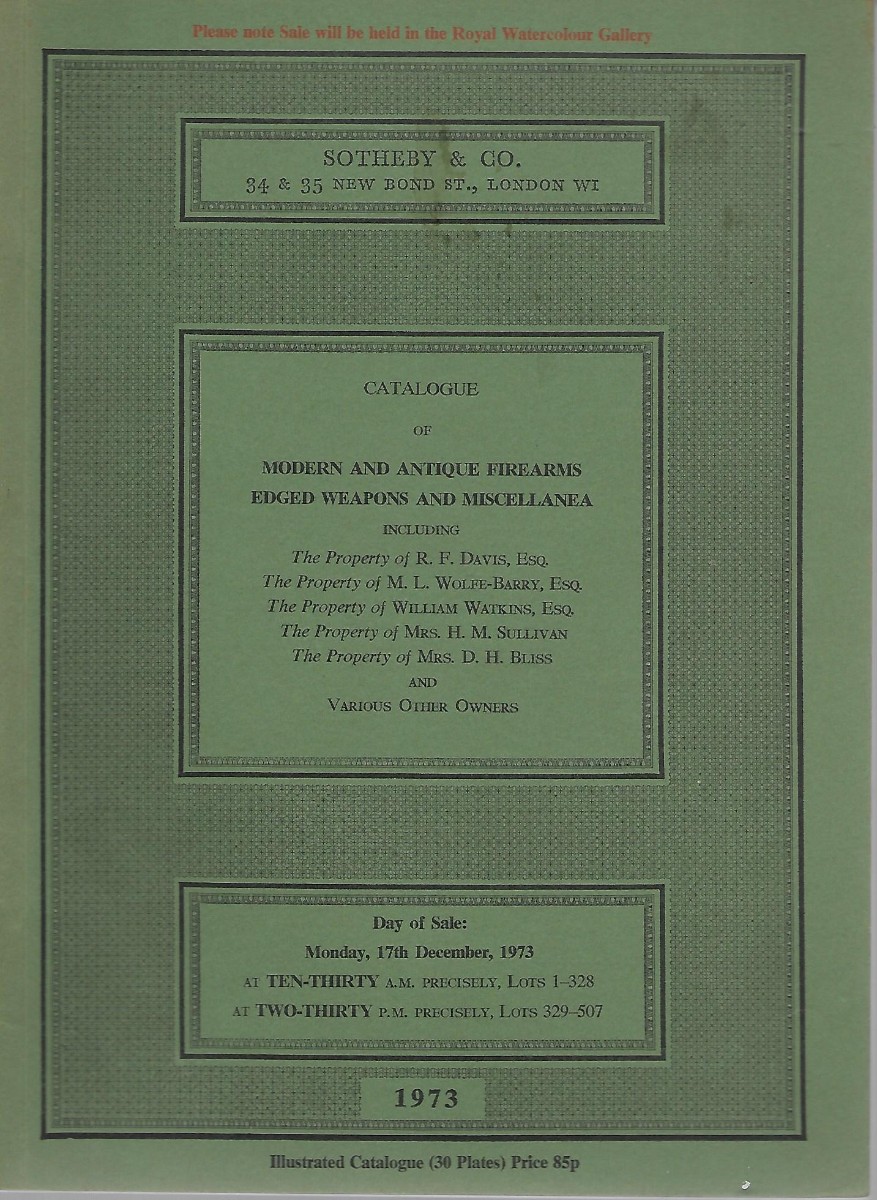 Please note Sale will be held in the Royal Watercolour Gallery
SOTHEBY & CO.
34 & 35 NEW BOND ST., LONDON W1
CATALOGUE
OF
MODERN AND ANTIQUE FIREARMS
EDGED WEAPONS AND MISCELLANEA
INCLUDING
The Property of R. F. DAVIS, ESQ.
The Property of M. L. WOLFE-BARRY, ESQ.
The Property of WILLIAM WATKINS, ESQ.
The Property of MRS. H. M. SULLIVAN
The Property of MRS. D. H. BLISS
AND
VARIOUS OTHER OWNERS
Day of Sale:
Monday, 17th December, 1973
AT TEN-THIRTY A.M. PRECISELY, LOTS 1–328
AT TWO-THIRTY P.M. PRECISELY, LOTS 329–507
1973
Illustrated Catalogue (30 Plates) Price 85p